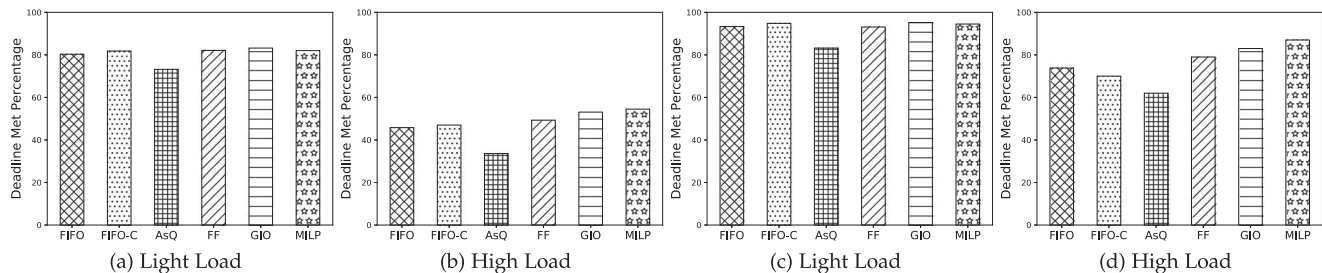 Deadline Met Percentage
100
80
60
40
20
0
FIFO FIFO-C AsQ FF GIO MILP
(a) Light Load
Deadline Met Percentage
100
80
60
40
20
0
FIFO FIFO-C AsQ FF GIO MILP
(b) High Load
Deadline Met Percentage
100
80
60
40
20
0
FIFO FIFO-C AsQ FF GIO MILP
(c) Light Load
Deadline Met Percentage
100
80
60
40
20
0
FIFO FIFO-C AsQ FF GIO MILP
(d) High Load